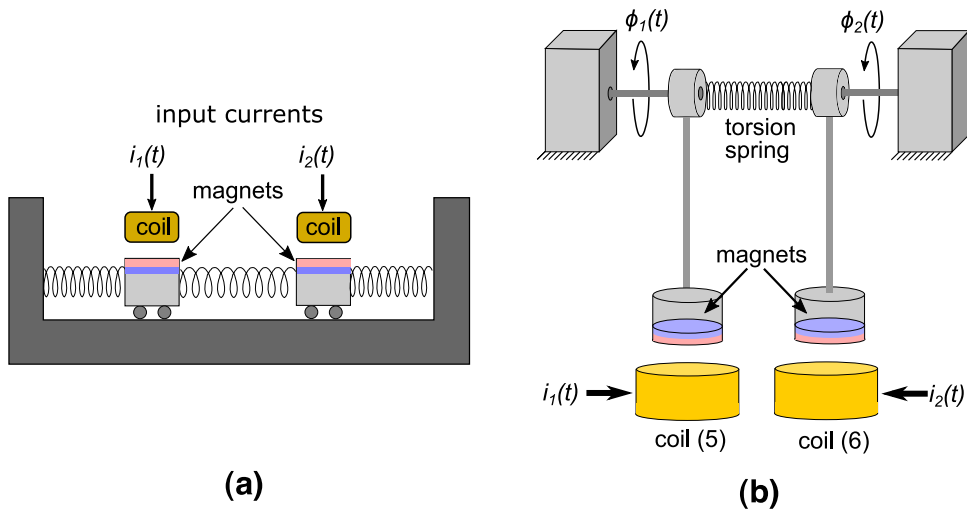 input currents
i₁(t)
i₂(t)
magnets
coil
coil
(a)
ϕ₁(t)
ϕ₂(t)
torsion
spring
magnets
i₁(t)
i₂(t)
coil (5)
coil (6)
(b)